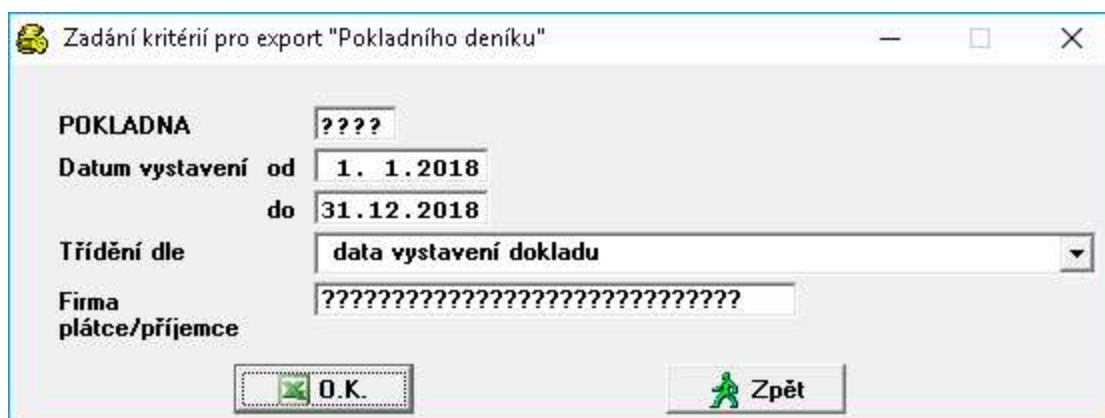 Zadání kritérií pro export "Pokladního deníku"
POKLADNA ????
Datum vystavení od 1. 1.2018
do 31.12.2018
Třídění dle data vystavení dokladu
Firma ??????????????????????????????
plátce/příjemce
O.K. Zpět